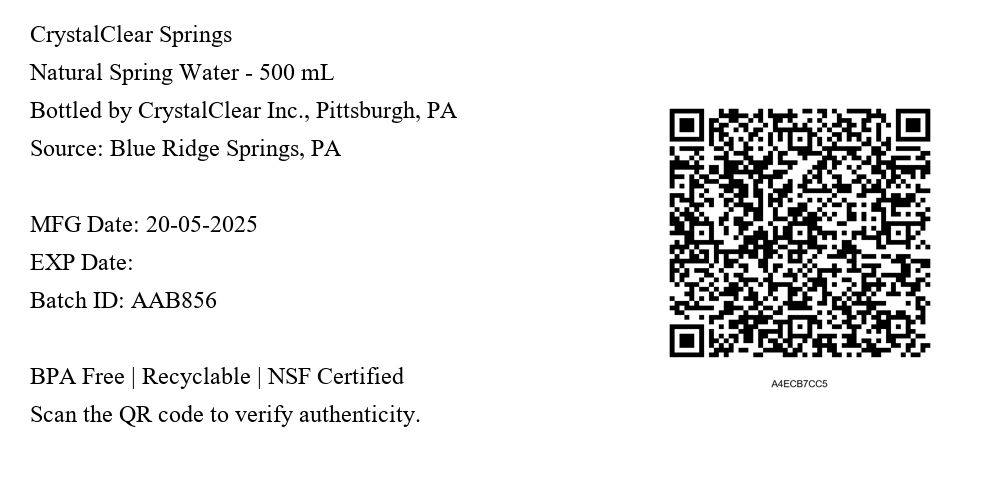 CrystalClear Springs
Natural Spring Water - 500 mL
Bottled by CrystalClear Inc., Pittsburgh, PA
Source: Blue Ridge Springs, PA
MFG Date: 20-05-2025
EXP Date:
Batch ID: AAB856
BPA Free | Recyclable | NSF Certified
Scan the QR code to verify authenticity.
A4ECB7CC5